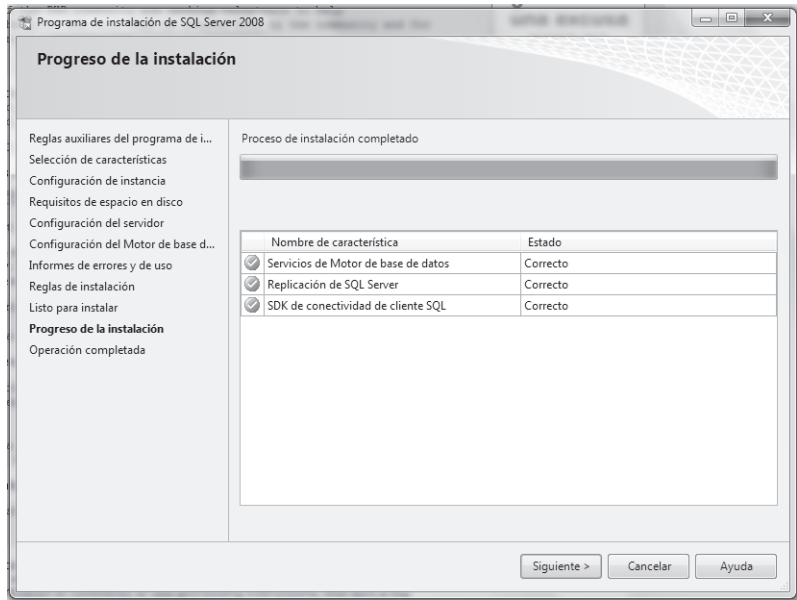 Programa de instalación de SQL Server 2008
Progreso de la instalación
Reglas auxiliares del programa de i...
Selección de características
Configuración de instancia
Requisitos de espacio en disco
Configuración del servidor
Configuración del Motor de base d...
Informes de errores y de uso
Reglas de instalación
Listo para instalar
Progreso de la instalación
Operación completada
Proceso de instalación completado
Nombre de característica Estado
Servicios de Motor de base de datos Correcto
Replicación de SQL Server Correcto
SDK de conectividad de cliente SQL Correcto
Siguiente >
Cancelar
Ayuda